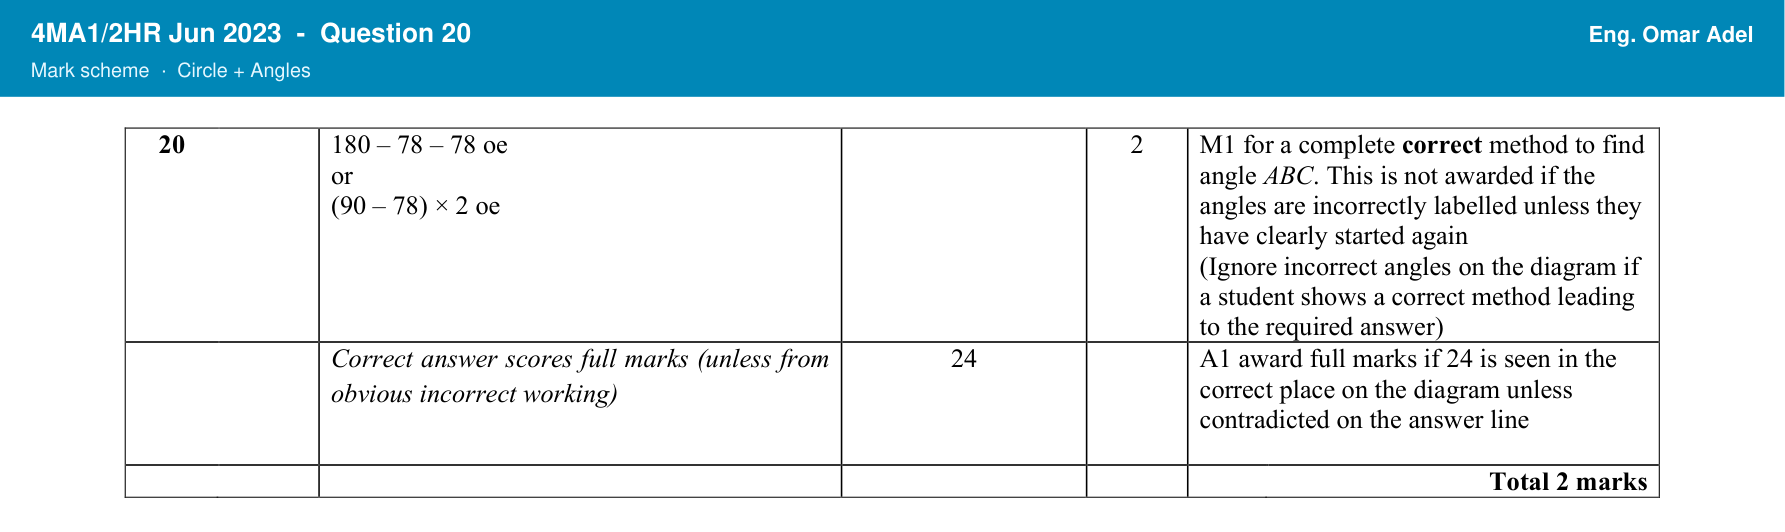 4MA1/2HR Jun 2023 - Question 20
Eng. Omar Adel
Mark scheme · Circle + Angles
20
180 – 78 – 78 oe
or
(90 – 78) × 2 oe
2
M1 for a complete correct method to find
angle ABC. This is not awarded if the
angles are incorrectly labelled unless they
have clearly started again
(Ignore incorrect angles on the diagram if
a student shows a correct method leading
to the required answer)
Correct answer scores full marks (unless from
obvious incorrect working)
24
A1 award full marks if 24 is seen in the
correct place on the diagram unless
contradicted on the answer line
Total 2 marks